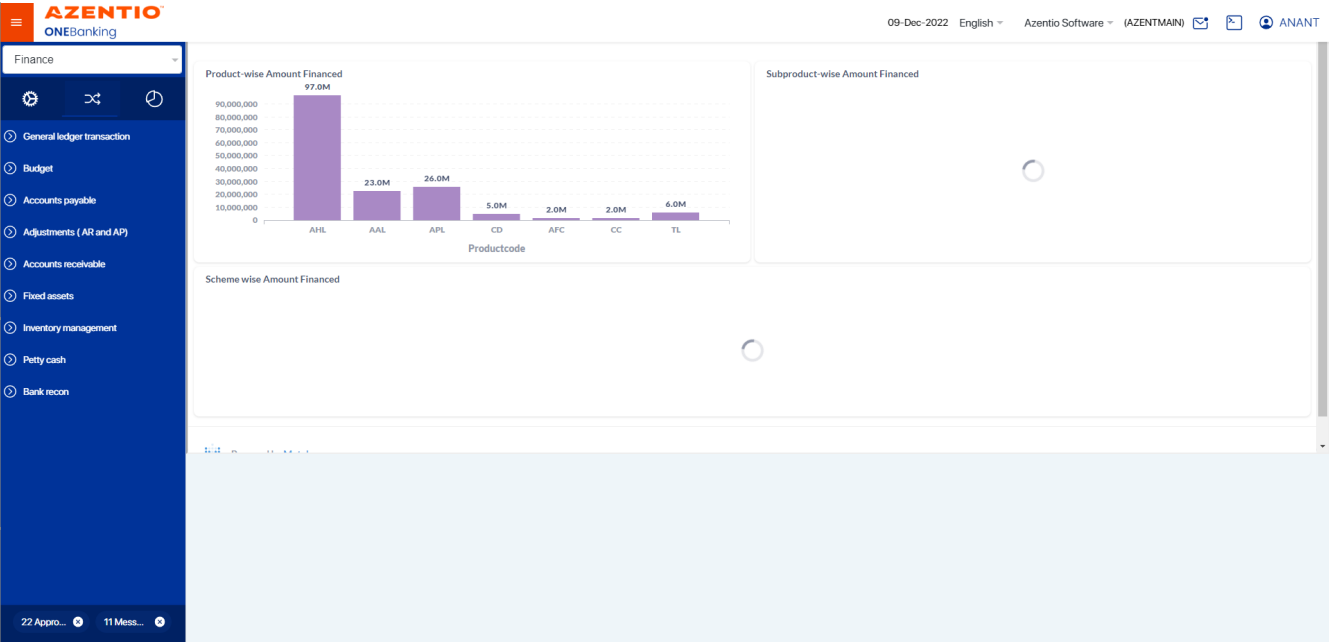 AZENTIO
ONEBanking
09-Dec-2022 English Azentio Software (AZENTMAIN) ANANT
Finance
General ledger transaction
Budget
Accounts payable
Adjustments ( AR and AP)
Accounts receivable
Fixed assets
Inventory management
Petty cash
Bank recon
22 Appro...
11 Mess...
Product-wise Amount Financed
97.0M
90,000,000
80,000,000
70,000,000
60,000,000
50,000,000
40,000,000
30,000,000
20,000,000
10,000,000
0
23.0M
26.0M
5.0M
2.0M
2.0M
6.0M
AHL AAL APL CD AFC CC TL
Productcode
Subproduct-wise Amount Financed
Scheme wise Amount Financed